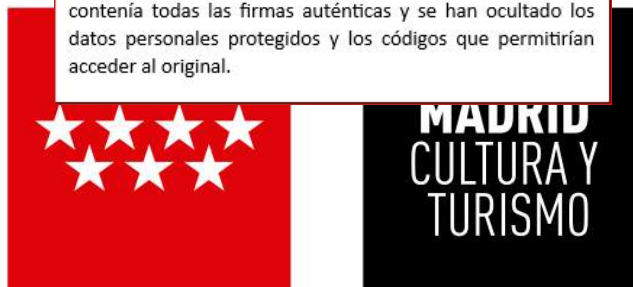 contenía todas las firmas auténticas y se han ocultado los
datos personales protegidos y los códigos que permitirían
acceder al original.
MADRID
CULTURA Y
TURISMO